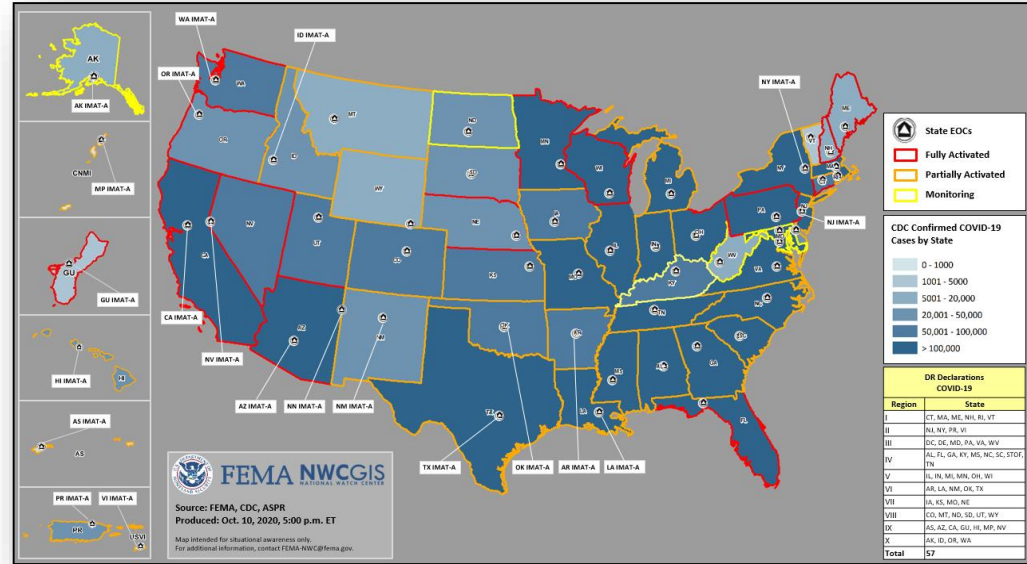 WA IMAT-A
ID IMAT-A
OR IMAT-A
NY IMAT-A
AK
AK IMAT-A
CNMI
MP IMAT-A
GU
GU IMAT-A
HI
HI IMAT-A
AS IMAT-A
AS
PR IMAT-A
VI IMAT-A
PR
USVI
CA IMAT-A
NV IMAT-A
AZ IMAT-A
NN IMAT-A
NM IMAT-A
TX IMAT-A
OK IMAT-A
AR IMAT-A
LA IMAT-A
NJ IMAT-A
WA
OR
CA
NV
ID
MT
WY
UT
AZ
CO
NM
ND
SD
NE
KS
OK
TX
MN
IA
MO
AR
LA
WI
IL
MI
IN
OH
KY
TN
MS
AL
GA
FL
SC
NC
VA
WV
PA
NY
ME
NH
State EOCs
Fully Activated
Partially Activated
Monitoring
CDC Confirmed COVID-19
Cases by State
0 - 1000
1001 - 5000
5001 - 20,000
20,001 - 50,000
50,001 - 100,000
> 100,000
DR Declarations
COVID-19
Region State
I CT, MA, ME, NH, RI, VT
II NJ, NY, PR, VI
III DC, DE, MD, PA, VA, WV
IV AL, FL, GA, KY, MS, NC, SC, STOF,
TN
V IL, IN, MI, MN, OH, WI
VI AR, LA, NM, OK, TX
VII IA, KS, MO, NE
VIII CO, MT, ND, SD, UT, WY
IX AS, AZ, CA, GU, HI, MP, NV
X AK, ID, OR, WA
Total 57
FEMA NWCGIS
NATIONAL WATCH CENTER
Source: FEMA, CDC, ASPR
Produced: Oct. 10, 2020, 5:00 p.m. ET
Map intended for situational awareness only.
For additional information, contact FEMA-NWC@fema.gov.